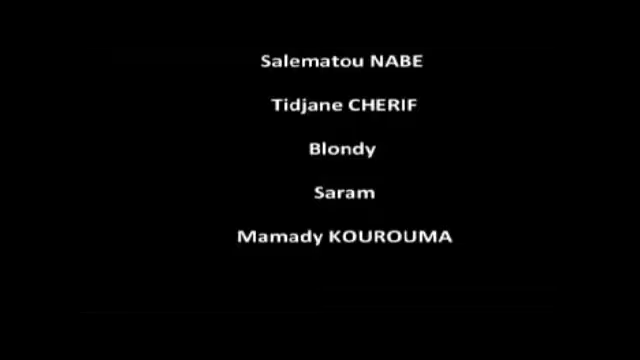 Salematou NABE
Tidjane CHERIF
Blondy
Saram
Mamady KOUROUMA